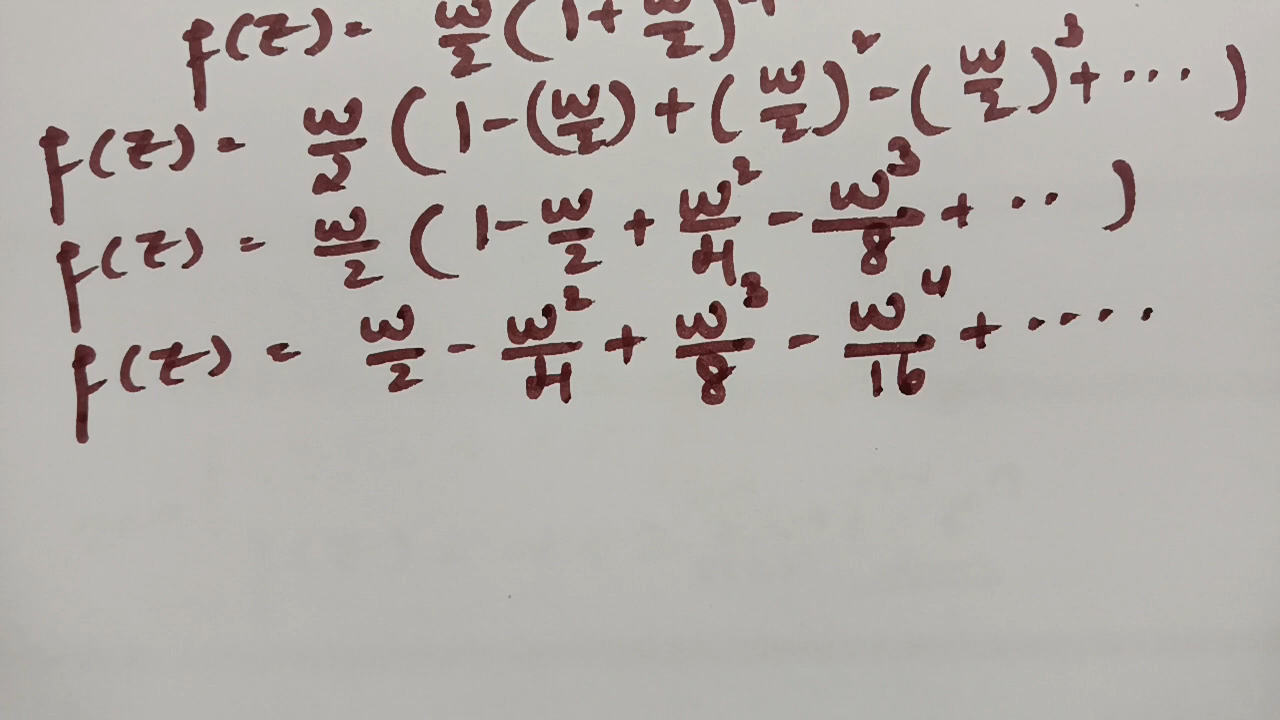 f(z) = w/2 (1 + w/2)^-1
f(z) = w/2 (1 - (w/2) + (w/2)^2 - (w/2)^3 + ... )
f(z) = w/2 (1 - w/2 + w^2/4 - w^3/8 + .. )
f(z) = w/2 - w^2/4 + w^3/8 - w^4/16 + ....